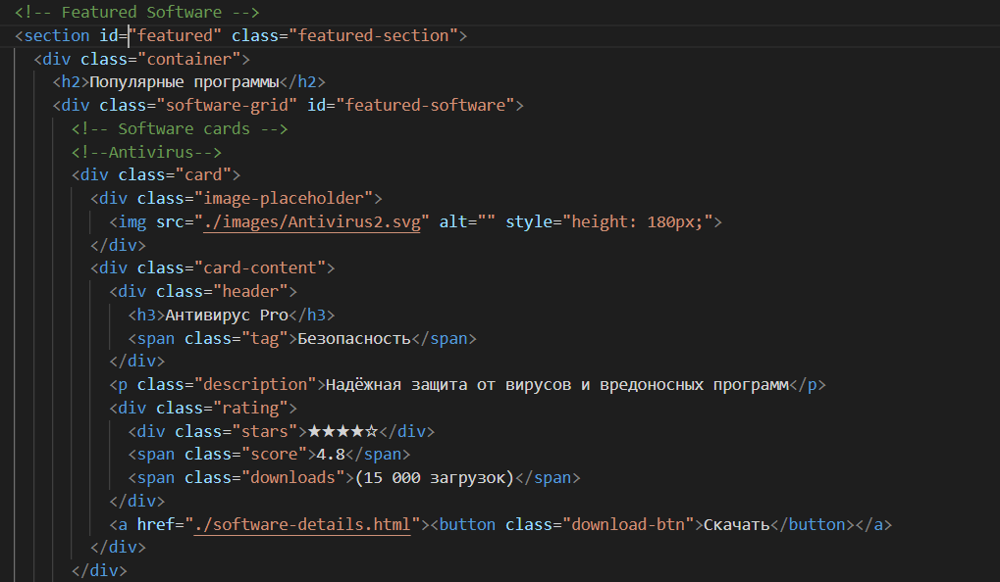 <!-- Featured Software -->
<section id="featured" class="featured-section">
<div class="container">
<h2>Популярные программы</h2>
<div class="software-grid" id="featured-software">
<!-- Software cards -->
<!--Antivirus-->
<div class="card">
<div class="image-placeholder">
<img src="./images/Antivirus2.svg" alt="" style="height: 180px;">
</div>
<div class="card-content">
<div class="header">
<h3>Антивирус Pro</h3>
<span class="tag">Безопасность</span>
</div>
<p class="description">Надёжная защита от вирусов и вредоносных программ</p>
<div class="rating">
<div class="stars">★★★★☆</div>
<span class="score">4.8</span>
<span class="downloads">(15 000 загрузок)</span>
</div>
<a href="./software-details.html"><button class="download-btn">Скачать</button></a>
</div>
</div>